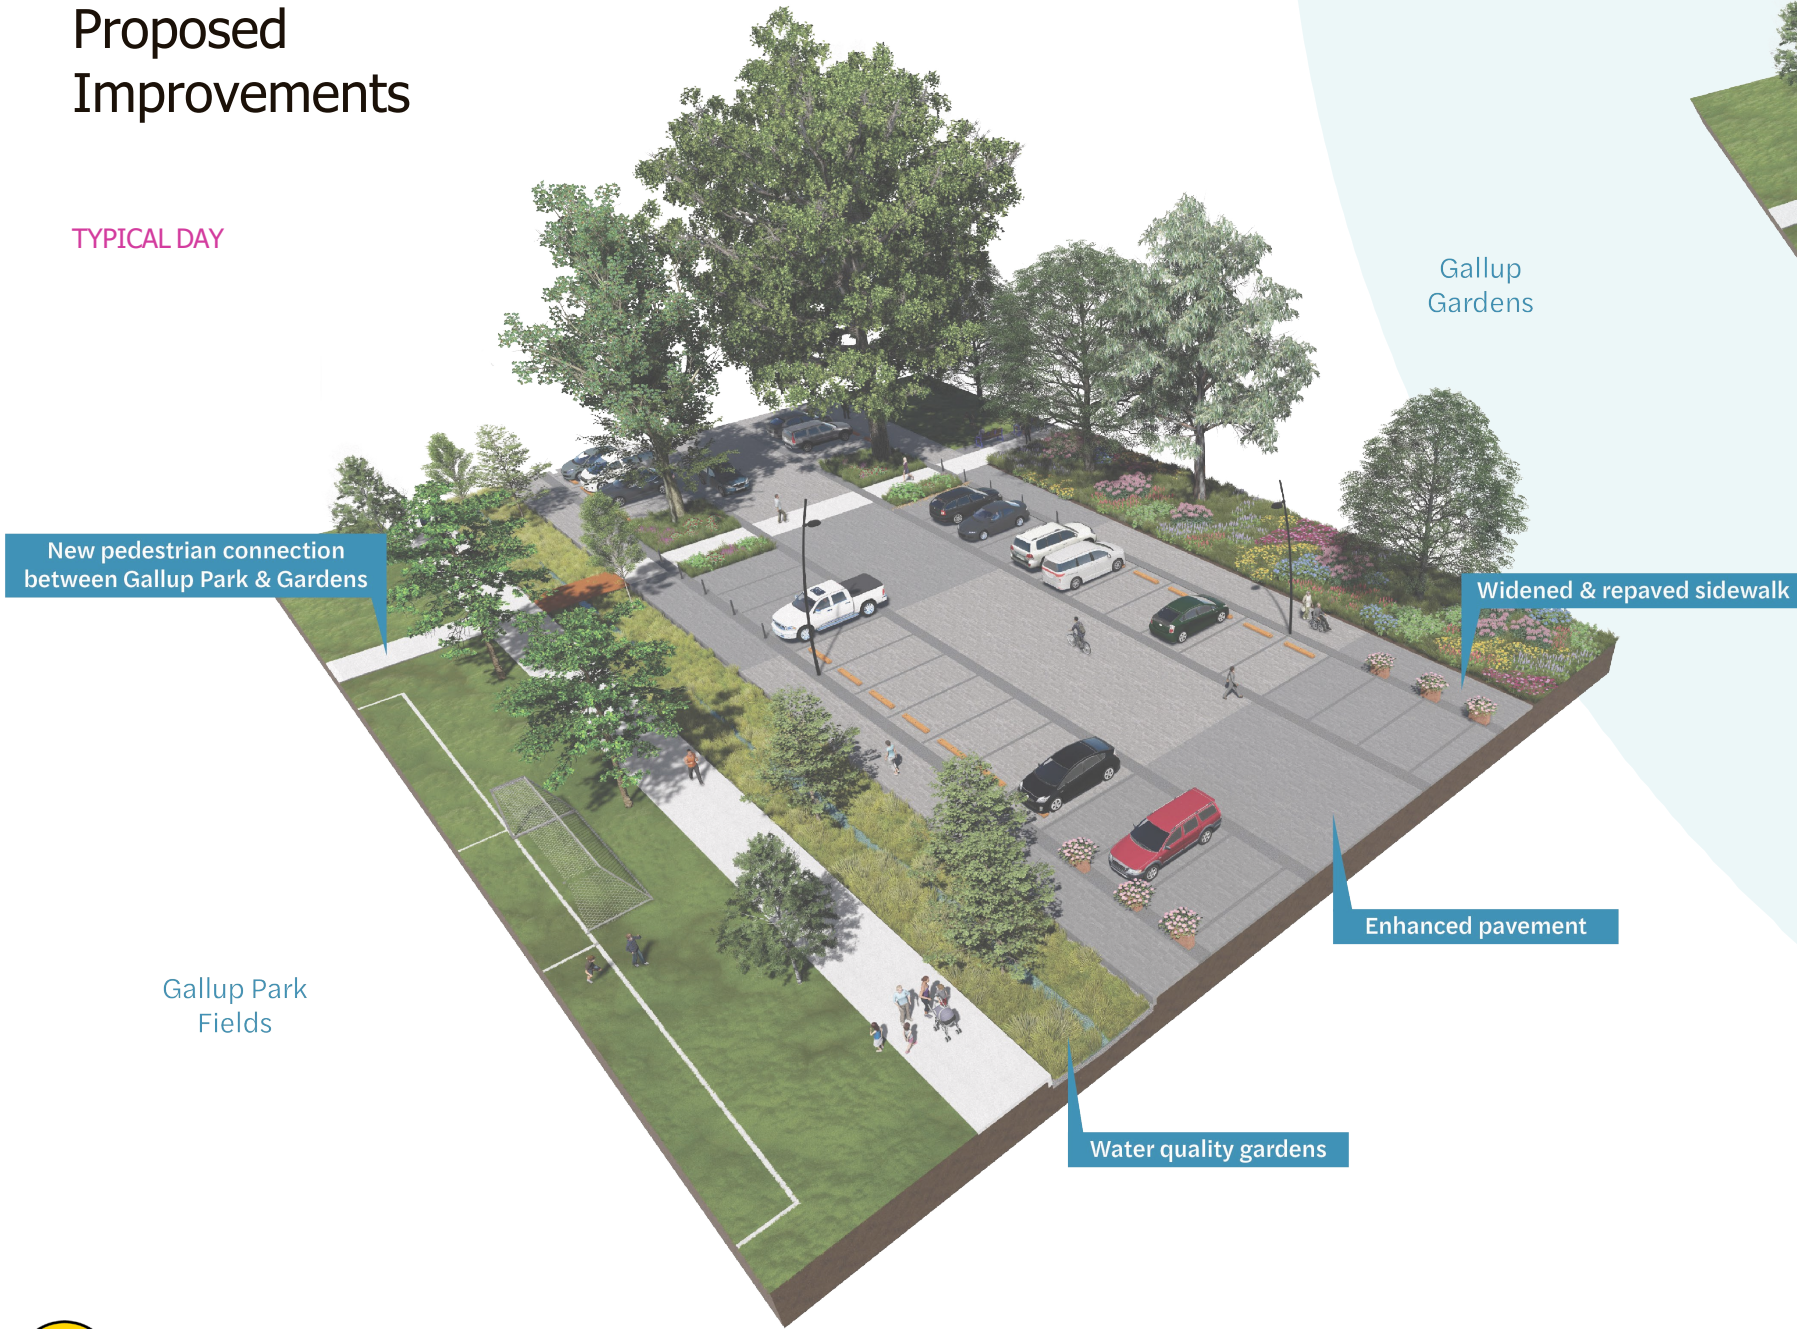 Proposed
Improvements
TYPICAL DAY
Gallup
Gardens
New pedestrian connection
between Gallup Park & Gardens
Widened & repaved sidewalk
Enhanced pavement
Gallup Park
Fields
Water quality gardens